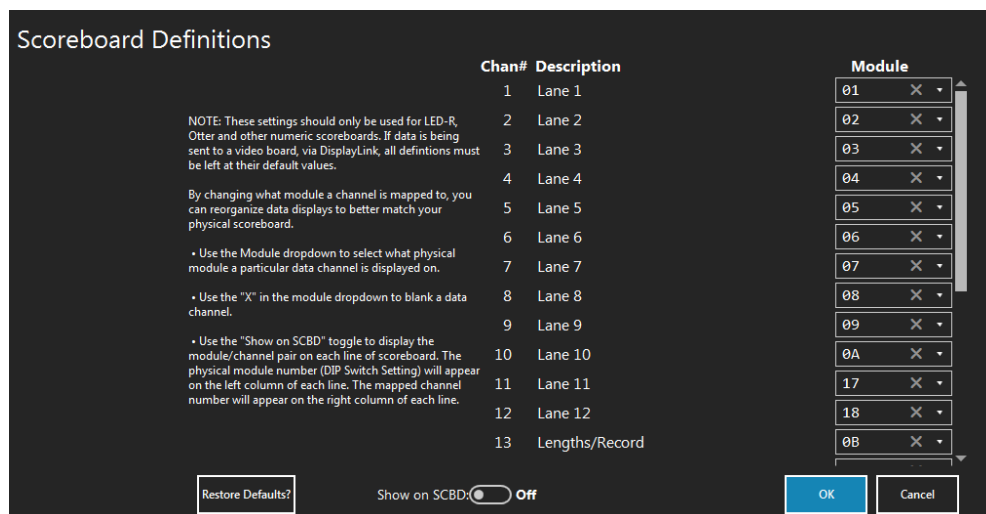 Scoreboard Definitions
Chan# Description Module
1 Lane 1 01
2 Lane 2 02
3 Lane 3 03
4 Lane 4 04
5 Lane 5 05
6 Lane 6 06
7 Lane 7 07
8 Lane 8 08
9 Lane 9 09
10 Lane 10 0A
11 Lane 11 17
12 Lane 12 18
13 Lengths/Record 0B
NOTE: These settings should only be used for LED-R,
Otter and other numeric scoreboards. If data is being
sent to a video board, via DisplayLink, all defintions must
be left at their default values.
By changing what module a channel is mapped to, you
can reorganize data displays to better match your
physical scoreboard.
• Use the Module dropdown to select what physical
module a particular data channel is displayed on.
• Use the "X" in the module dropdown to blank a data
channel.
• Use the "Show on SCBD" toggle to display the
module/channel pair on each line of scoreboard. The
physical module number (DIP Switch Setting) will appear
on the left column of each line. The mapped channel
number will appear on the right column of each line.
Restore Defaults? Show on SCBD: Off OK Cancel